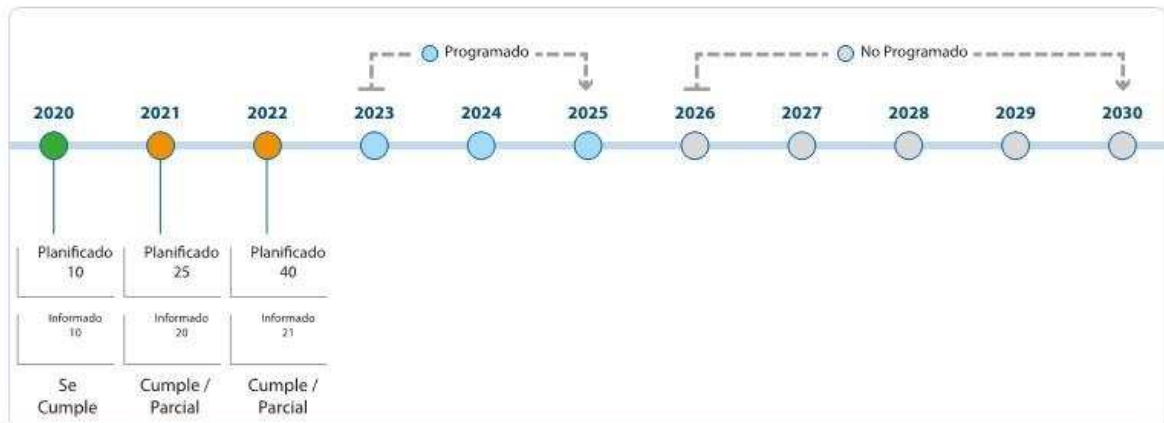 Programado
No Programado
2020 2021 2022 2023 2024 2025 2026 2027 2028 2029 2030
Planificado Planificado Planificado
10 25 40
Informado Informado Informado
10 20 21
Se Cumple / Cumple /
Cumple Parcial Parcial